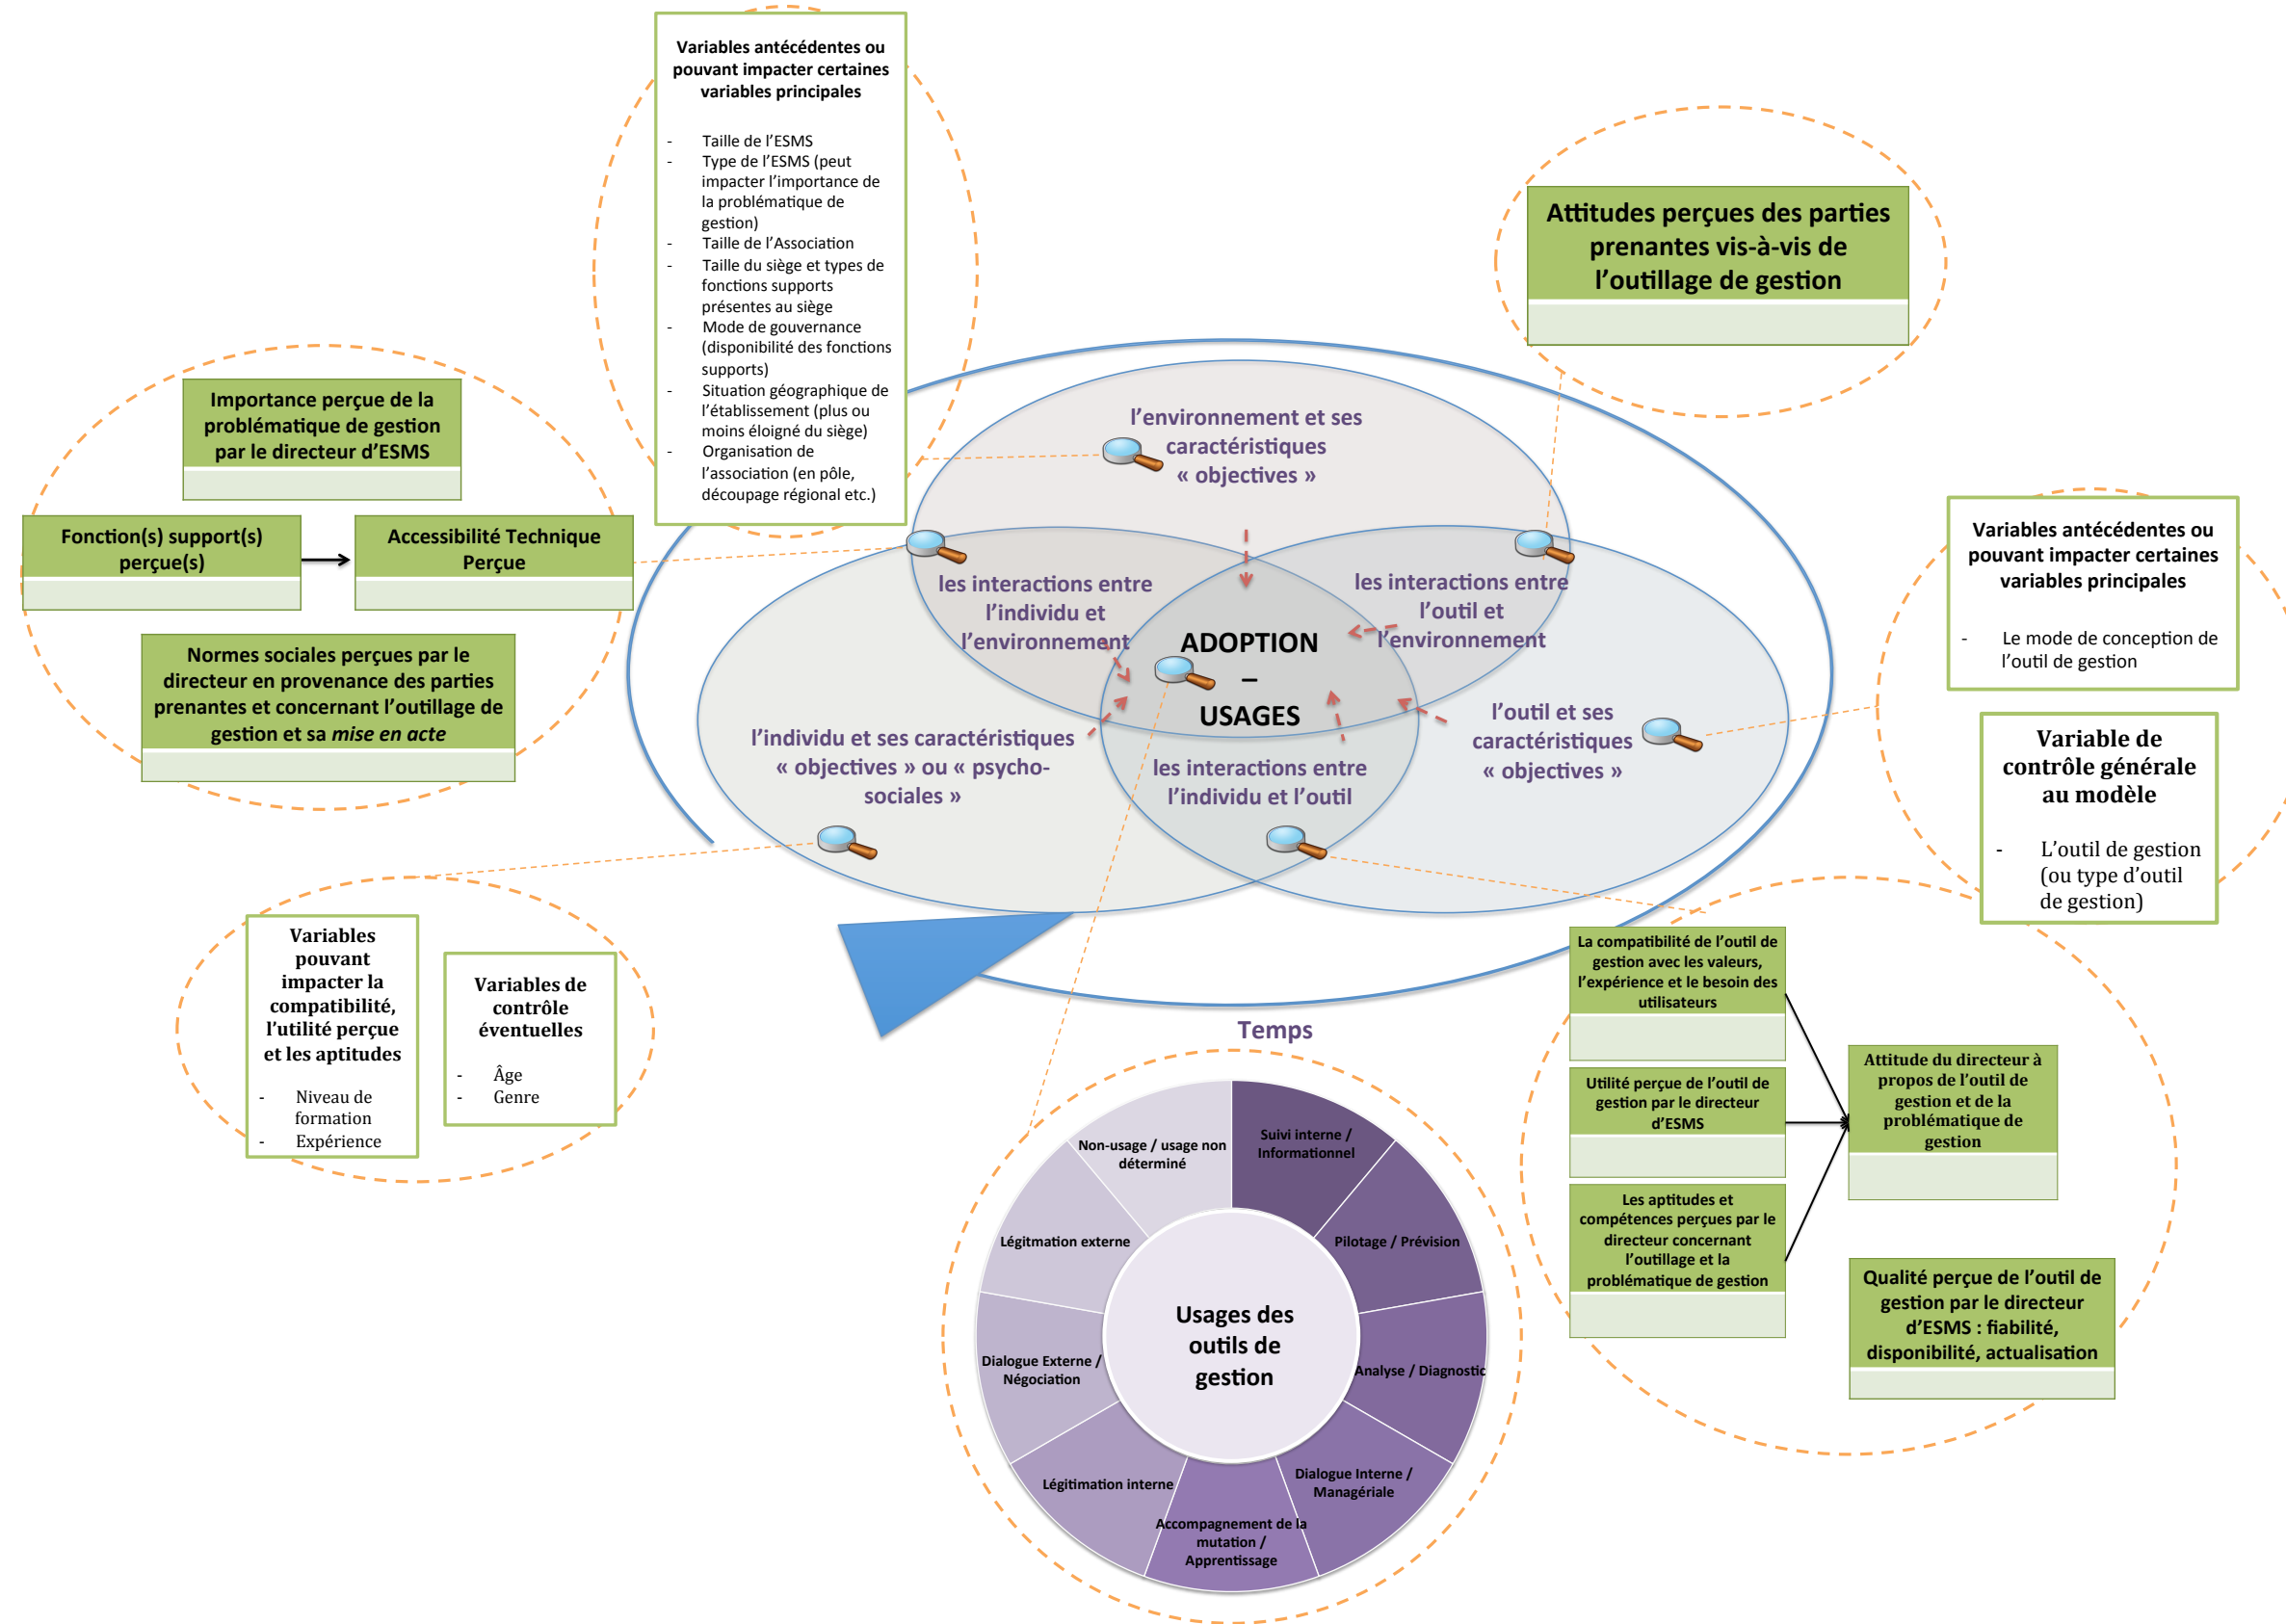 Variables antécédentes ou
pouvant impacter certaines
variables principales
- Taille de l’ESMS
- Type de l’ESMS (peut
impacter l’importance de
la problématique de
gestion)
- Taille de l’Association
- Taille du siège et types de
fonctions supports
présentes au siège
- Mode de gouvernance
(disponibilité des fonctions
supports)
- Situation géographique de
l’établissement (plus ou
moins éloigné du siège)
- Organisation de
l’association (en pôle,
découpage régional etc.)
Attitudes perçues des parties
prenantes vis-à-vis de
l’outillage de gestion
Importance perçue de la
problématique de gestion
par le directeur d’ESMS
Fonction(s) support(s)
perçue(s)
Accessibilité Technique
Perçue
Normes sociales perçues par le
directeur en provenance des parties
prenantes et concernant l’outillage de
gestion et sa mise en acte
l’environnement et ses
caractéristiques
« objectives »
les interactions entre
l’individu et
l’environnement
les interactions entre
l’outil et
l’environnement
ADOPTION
–
USAGES
l’individu et ses caractéristiques
« objectives » ou « psycho-
sociales »
les interactions entre
l’individu et l’outil
l’outil et ses
caractéristiques
« objectives »
Variables antécédentes ou
pouvant impacter certaines
variables principales
- Le mode de conception de
l’outil de gestion
Variable de
contrôle générale
au modèle
- L’outil de gestion
(ou type d’outil
de gestion)
Variables
pouvant
impacter la
compatibilité,
l’utilité perçue
et les aptitudes
- Niveau de
formation
- Expérience
Variables de
contrôle
éventuelles
- Âge
- Genre
Temps
La compatibilité de l’outil de
gestion avec les valeurs,
l’expérience et le besoin des
utilisateurs
Utilité perçue de l’outil de
gestion par le directeur
d’ESMS
Les aptitudes et
compétences perçues par le
directeur concernant
l’outillage et la
problématique de gestion
Attitude du directeur à
propos de l’outil de
gestion et de la
problématique de
gestion
Qualité perçue de l’outil de
gestion par le directeur
d’ESMS : fiabilité,
disponibilité, actualisation
Usages des
outils de
gestion
Suivi interne /
Informationnel
Pilotage / Prévision
Analyse / Diagnostic
Dialogue Interne /
Managériale
Accompagnement de la
mutation /
Apprentissage
Légitimation interne
Dialogue Externe /
Négociation
Légitmation externe
Non-usage / usage non
déterminé